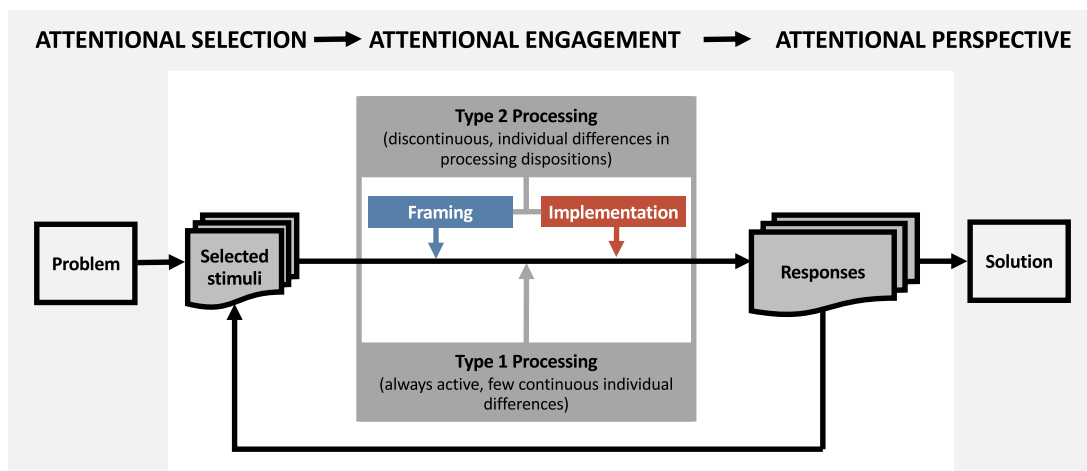 ATTENTIONAL SELECTION ATTENTIONAL ENGAGEMENT ATTENTIONAL PERSPECTIVE
Type 2 Processing
(discontinuous, individual differences in
processing dispositions)
Framing
Implementation
Problem
Selected
stimuli
Responses
Solution
Type 1 Processing
(always active, few continuous individual
differences)